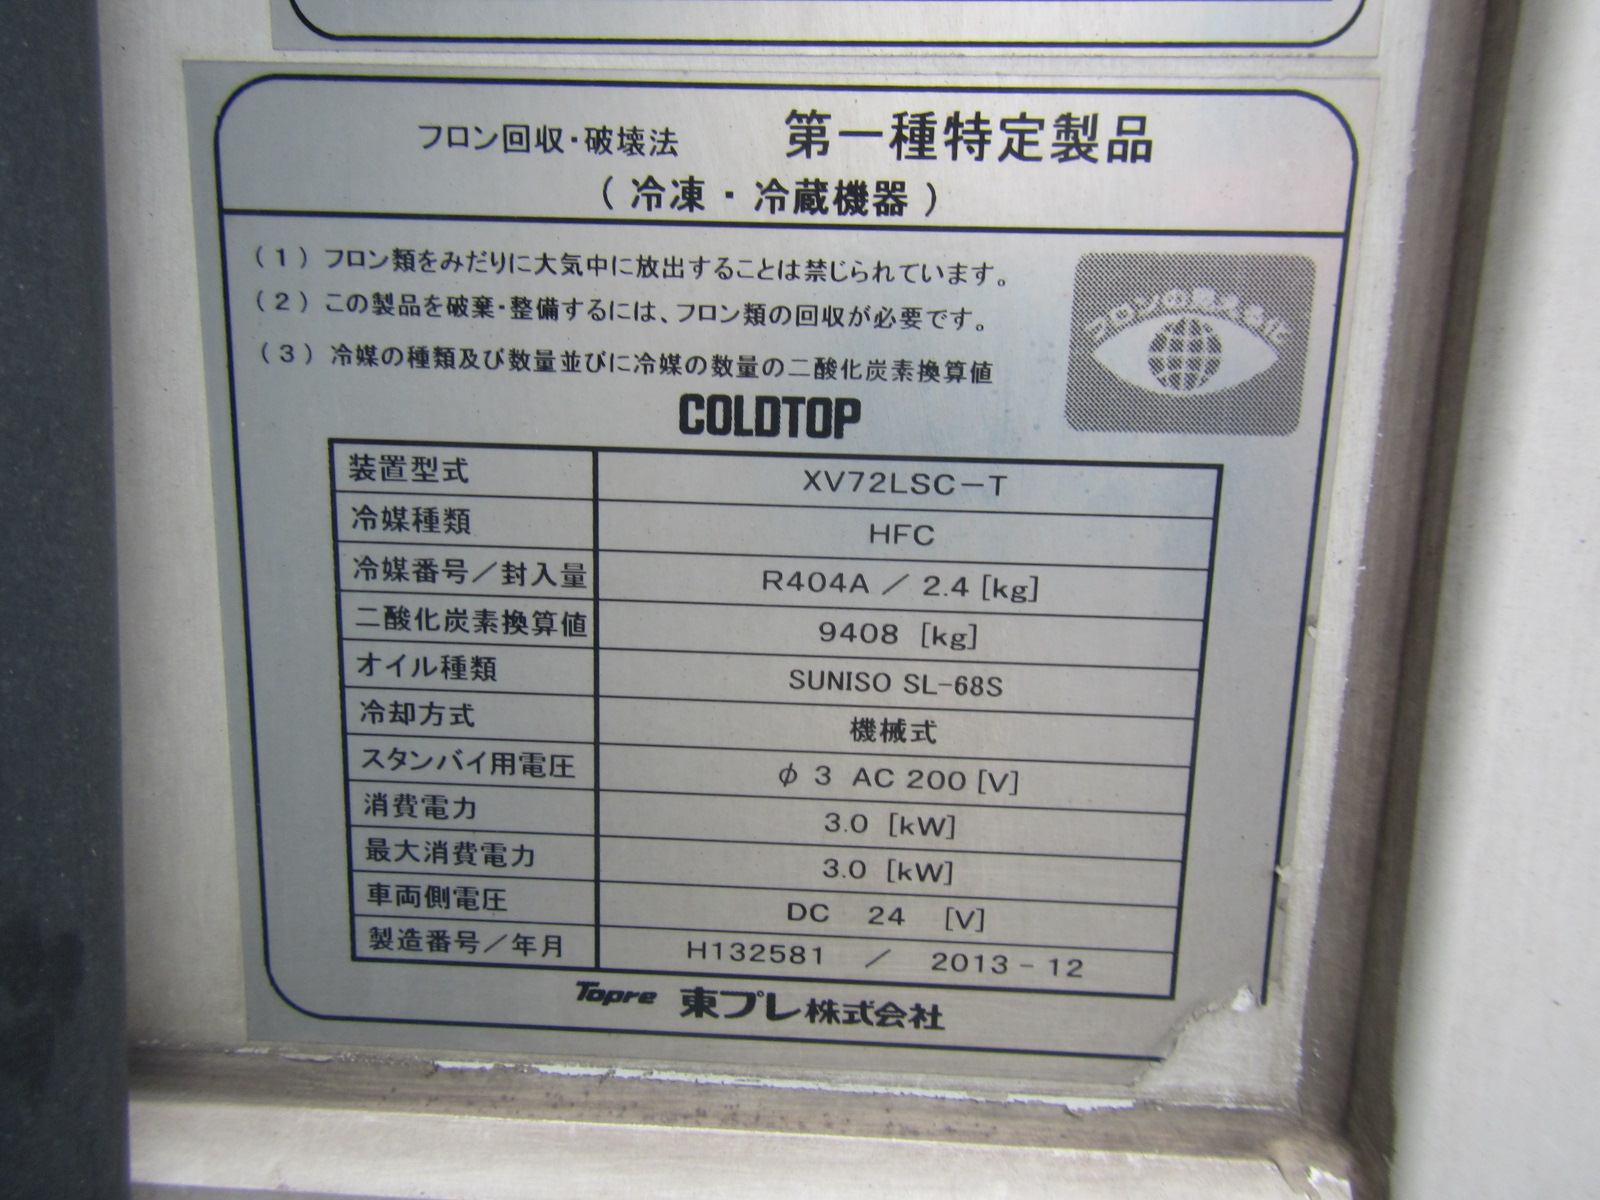 フロン回収・破壊法 第一種特定製品
(冷凍・冷蔵機器)
(1) フロン類をみだりに大気中に放出することは禁じられています。
(2) この製品を破棄・整備するには、フロン類の回収が必要です。
(3) 冷媒の種類及び数量並びに冷媒の数量の二酸化炭素換算値
フロンの見える化
COLDTOP
装置型式 XV72LSC-T
冷媒種類 HFC
冷媒番号/封入量 R404A / 2.4 [kg]
二酸化炭素換算値 9408 [kg]
オイル種類 SUNISO SL-68S
冷却方式 機械式
スタンバイ用電圧 φ 3 AC 200 [V]
消費電力 3.0 [kW]
最大消費電力 3.0 [kW]
車両側電圧 DC 24 [V]
製造番号/年月 H132581 / 2013-12
Topre 東プレ株式会社